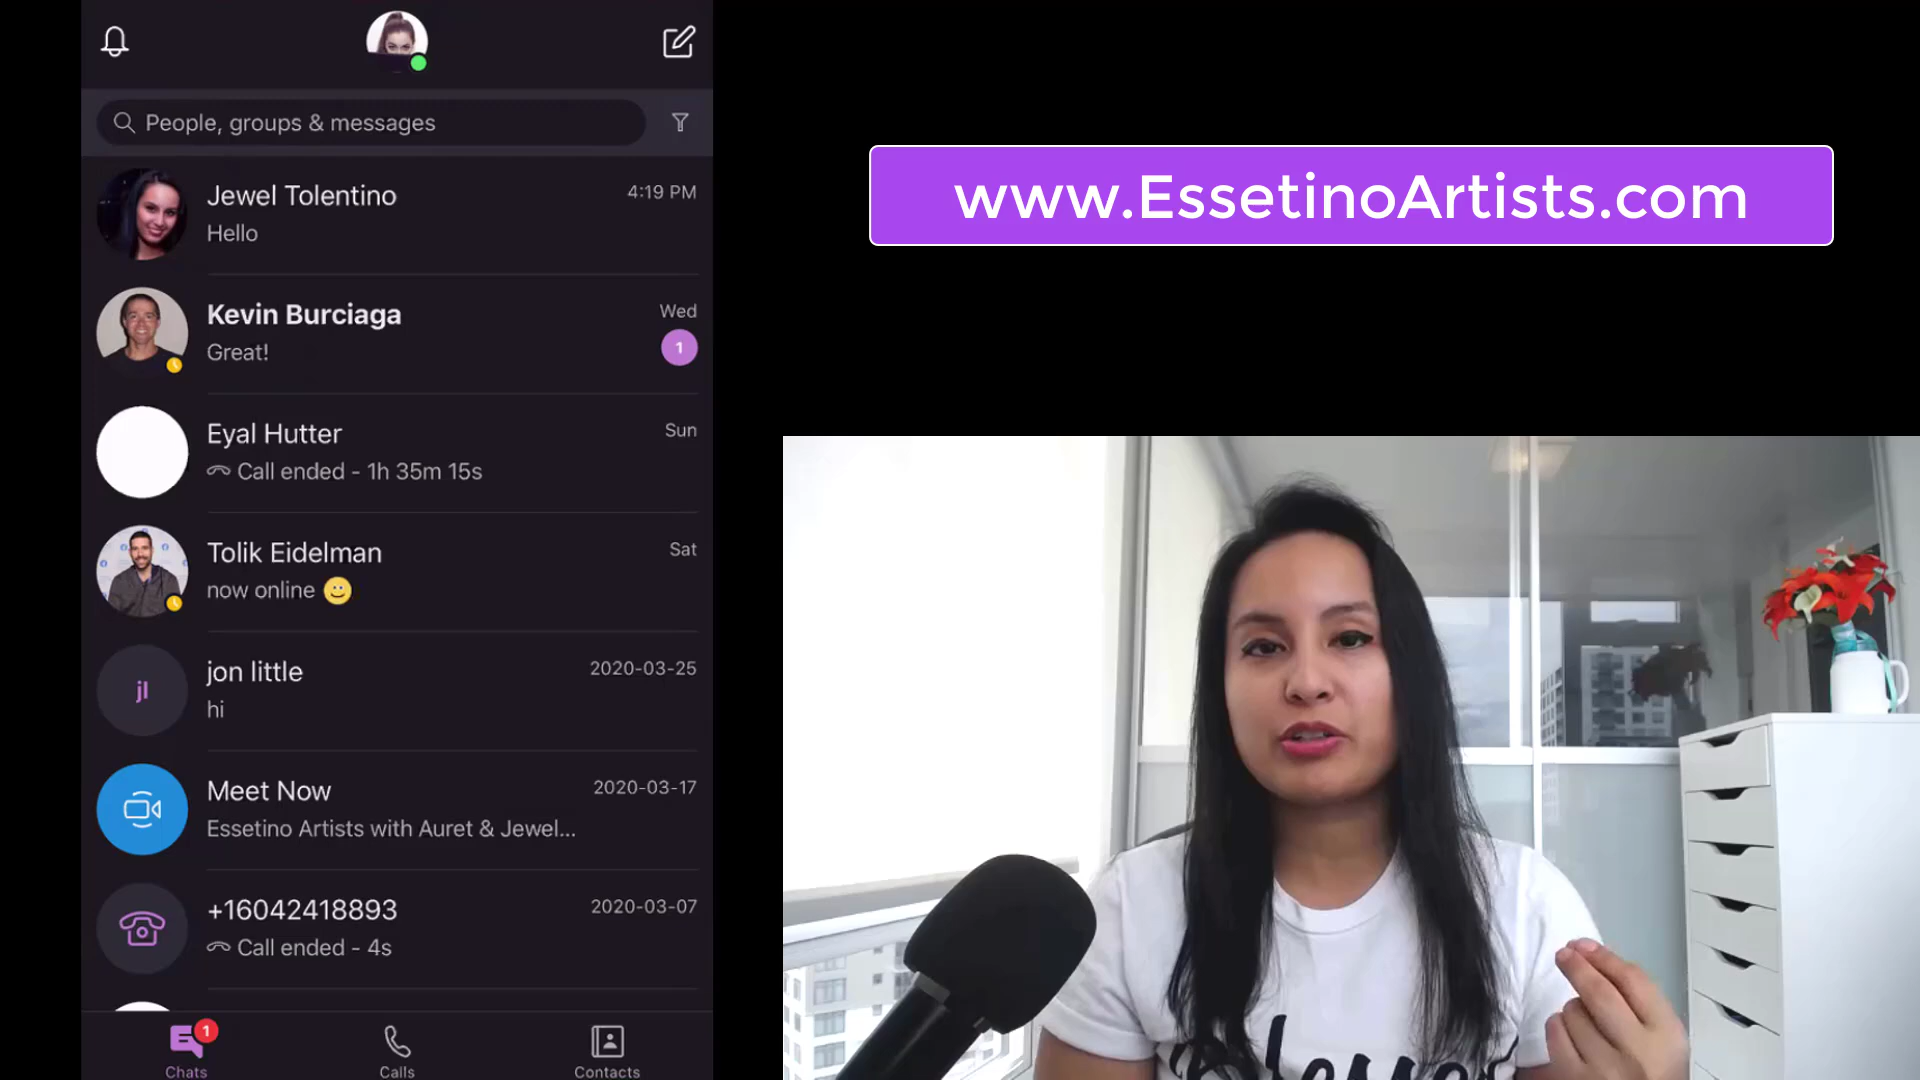 People, groups & messages
Jewel Tolentino
4:19 PM
Hello
Kevin Burciaga
Wed
Great!
1
Eyal Hutter
Sun
Call ended - 1h 35m 15s
Tolik Eidelman
Sat
now online
jl
jon little
2020-03-25
hi
Meet Now
2020-03-17
Essetino Artists with Auret & Jewel...
+16042418893
2020-03-07
Call ended - 4s
1
Chats
Calls
Contacts
www.EssetinoArtists.com